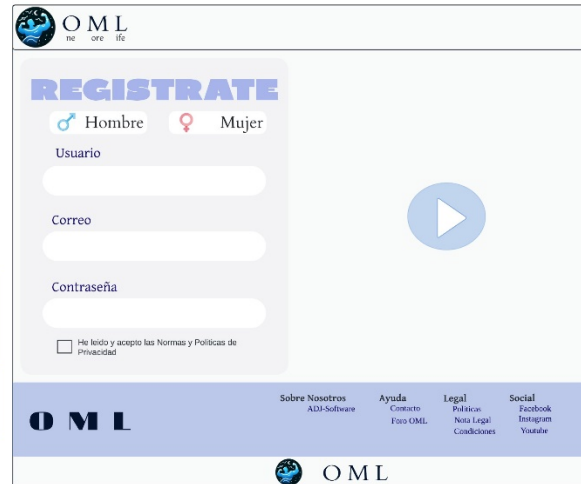 OML
ne ore ife
REGISTRATE
Hombre Mujer
Usuario
Correo
Contraseña
He leido y acepto las Normas y Politicas de
Privacidad
OML
Sobre Nosotros
ADJ-Software
Ayuda
Contacto
Foro OML
Legal
Politicas
Nota Legal
Condiciones
Social
Facebook
Instagram
Youtube
OML